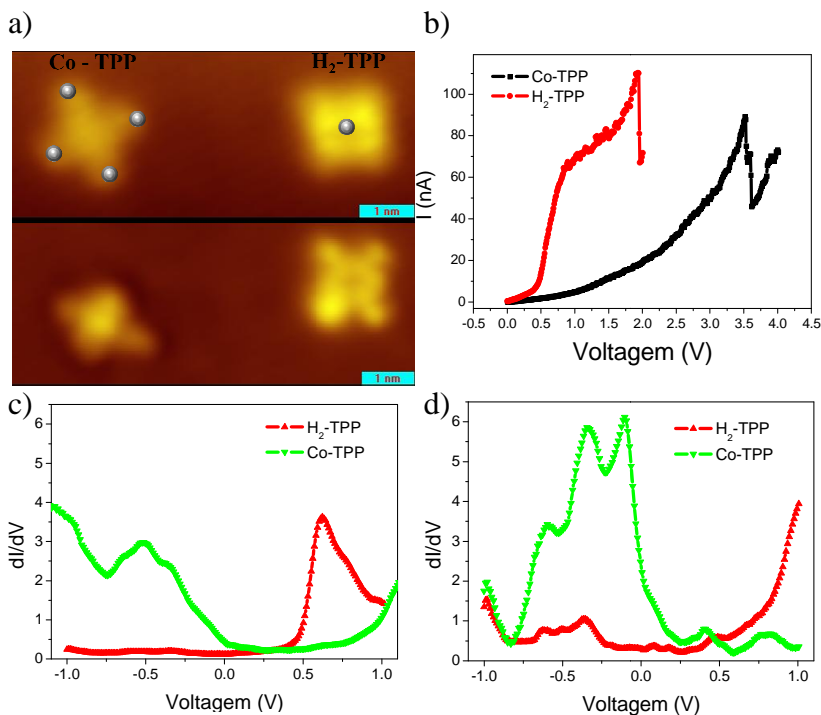 a)
Co - TPP
H₂-TPP
1 nm
1 nm
b)
Co-TPP
H₂-TPP
I (nA)
100
80
60
40
20
0
-0.5 0.0 0.5 1.0 1.5 2.0 2.5 3.0 3.5 4.0 4.5
Voltagem (V)
c)
H₂-TPP
Co-TPP
dI/dV
6
5
4
3
2
1
0
-1.0 -0.5 0.0 0.5 1.0
Voltagem (V)
d)
H₂-TPP
Co-TPP
dI/dV
6
5
4
3
2
1
0
-1.0 -0.5 0.0 0.5 1.0
Voltagem (V)